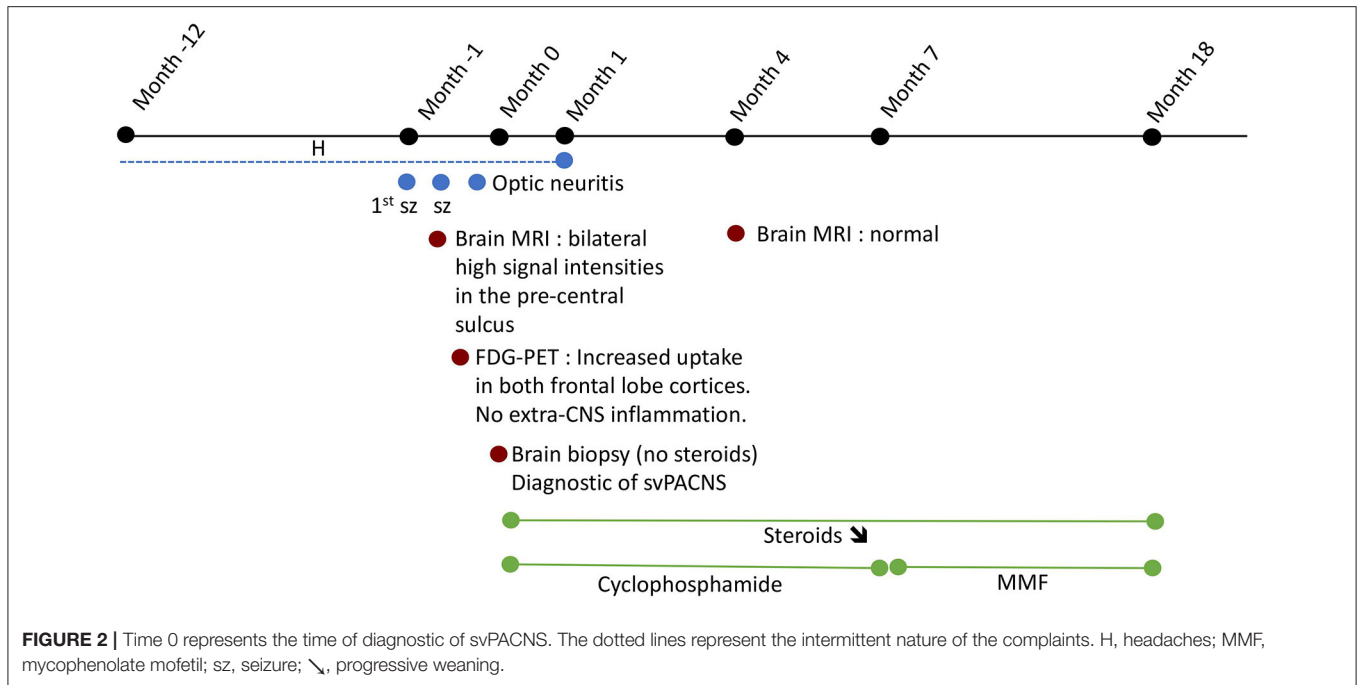 Month -12
Month -1
Month 0
Month 1
Month 4
Month 7
Month 18
H
Optic neuritis
1st sz
sz
Brain MRI : bilateral
high signal intensities
in the pre-central
sulcus
Brain MRI : normal
FDG-PET : Increased uptake
in both frontal lobe cortices.
No extra-CNS inflammation.
Brain biopsy (no steroids)
Diagnostic of svPACNS
Steroids ➘
Cyclophosphamide
MMF
FIGURE 2 | Time 0 represents the time of diagnostic of svPACNS. The dotted lines represent the intermittent nature of the complaints. H, headaches; MMF,
mycophenolate mofetil; sz, seizure; ↘, progressive weaning.